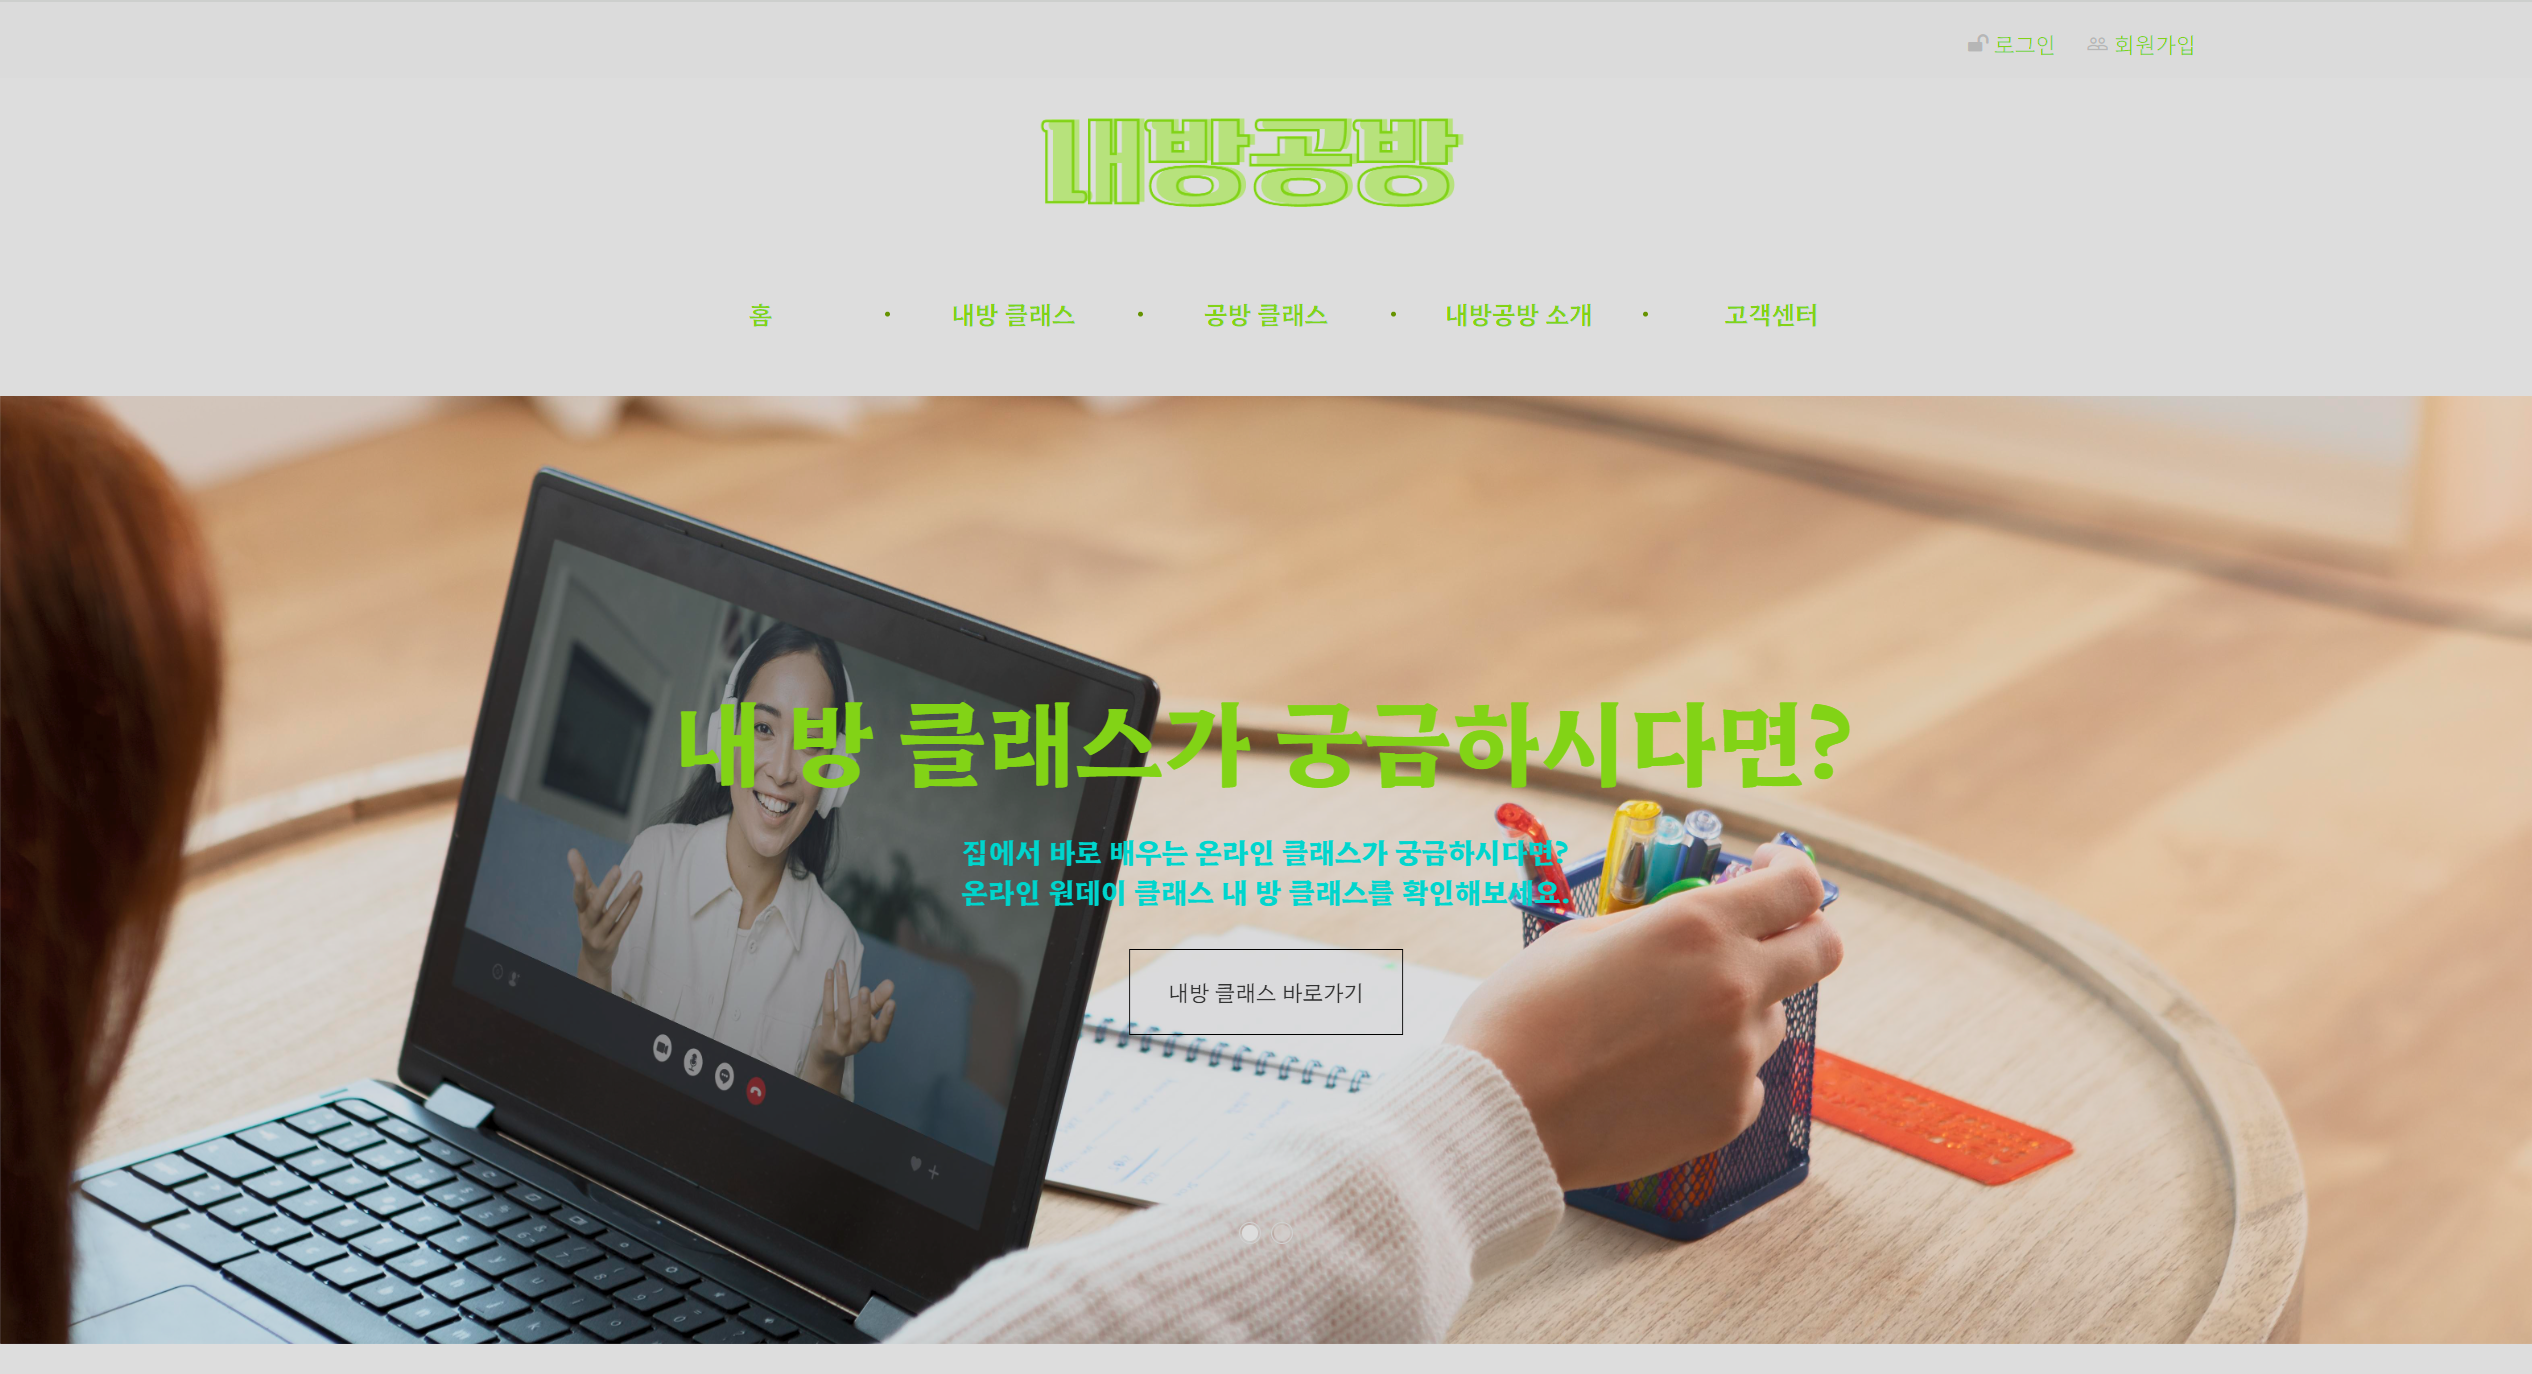 로그인
회원가입
내방공방
홈
내방 클래스
공방 클래스
내방공방 소개
고객센터
내 방 클래스가 궁금하시다면?
집에서 바로 배우는 온라인 클래스가 궁금하시다면?
온라인 원데이 클래스 내 방 클래스를 확인해보세요.
내방 클래스 바로가기